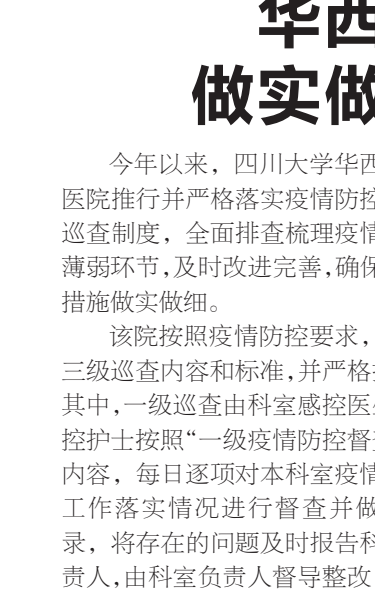 华西
做实做
今年以来，四川大学华西
医院推行并严格落实疫情防控
巡查制度，全面排查梳理疫情
薄弱环节，及时改进完善，确保
措施做实做细。
该院按照疫情防控要求，
三级巡查内容和标准，并严格
其中，一级巡查由科室感控医
控护士按照“一级疫情防控督
内容，每日逐项对本科室疫情
工作落实情况进行督查并做
录，将存在的问题及时报告科
责人，由科室负责人督导整改